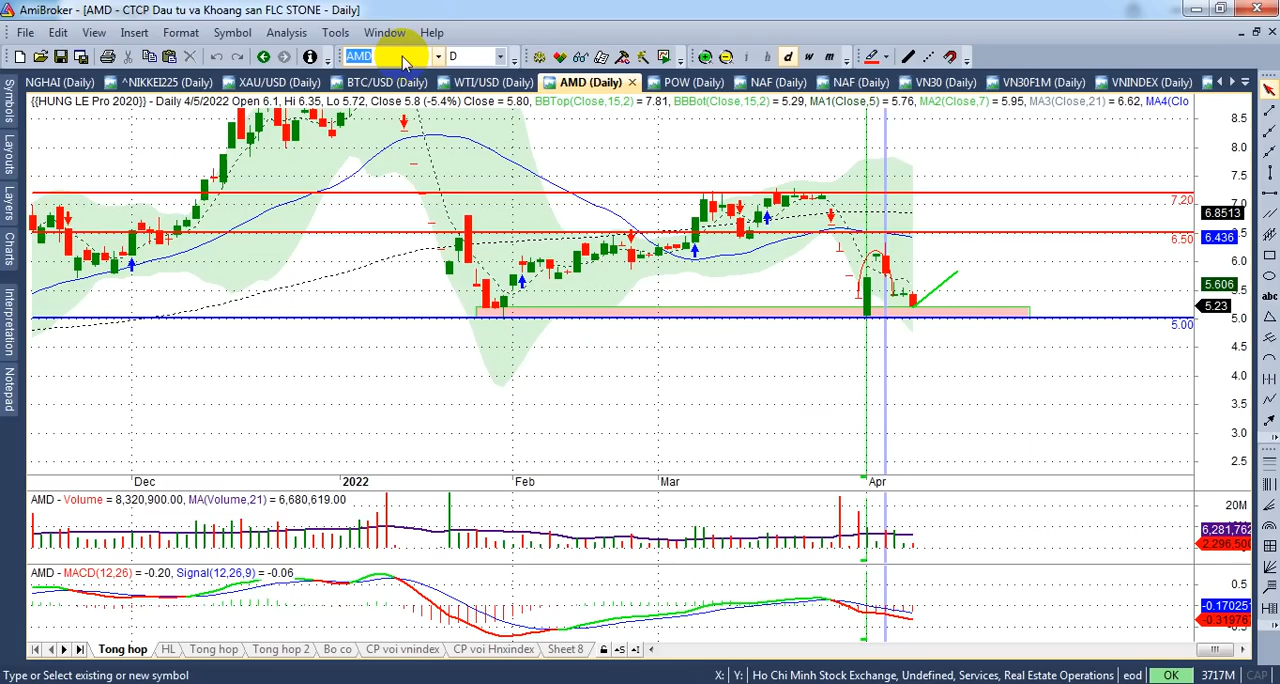 AmiBroker - [AMD - CTCP Dau tu va Khoang san FLC STONE - Daily]
File Edit View Insert Format Symbol Analysis Tools Window Help
AMD D i h d w m
NGHAI (Daily) ^NIKKEI225 (Daily) XAU/USD (Daily) BTC/USD (Daily) WTI/USD (Daily) AMD (Daily) POW (Daily) NAF (Daily) NAF (Daily) VN30 (Daily) VN30F1M (Daily) VNINDEX (Daily)
{{HUNG LE Pro 2020}} - Daily 4/5/2022 Open 6.1, Hi 6.35, Lo 5.72, Close 5.8 (-5.4%) Close = 5.80, BBTop(Close,15,2) = 7.81, BBBot(Close,15,2) = 5.29, MA1(Close,5) = 5.76, MA2(Close,7) = 5.95, MA3(Close,21) = 6.62, MA4(Clo
Symbols
Layouts
Layers
Charts
Interpretation
Notepad
abc
8.5
8.0
7.5
7.20
7.0
6.8513
6.5
6.436
6.50
6.0
5.606
5.5
5.23
5.0
5.00
4.5
4.0
3.5
3.0
2.5
Dec 2022 Feb Mar Apr
AMD - Volume = 8,320,900.00, MA(Volume,21) = 6,680,619.00
20M
6,281,762
2,296,500
AMD - MACD(12,26) = -0.20, Signal(12,26,9) = -0.06
0.5
-0.170251
-0.31976
Tong hop HL Tong hop Tong hop 2 Bo co CP voi vnindex CP voi Hnxindex Sheet 8
Type or Select existing or new symbol X: Y: Ho Chi Minh Stock Exchange, Undefined, Services, Real Estate Operations eod OK 3717M CAP